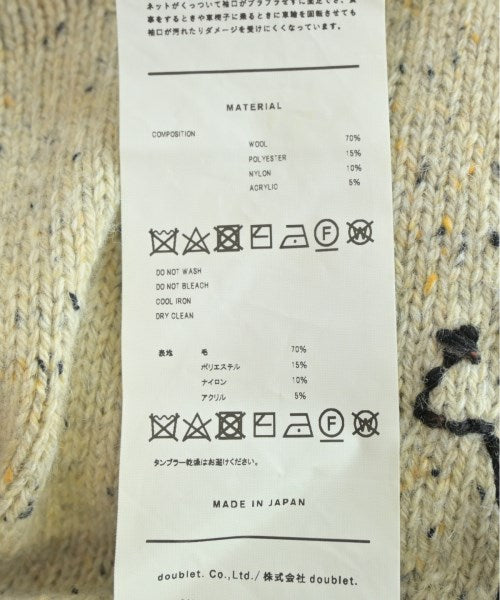 ネットがくっついて袖口がブラブラせずに
事をするときや車椅子に乗るときに車輪を回転させても
袖口が汚れたりダメージを受けにくくなっています。
MATERIAL
COMPOSITION
WOOL 70%
POLYESTER 15%
NYLON 10%
ACRYLIC 5%
F W
DO NOT WASH
DO NOT BLEACH
COOL IRON
DRY CLEAN
表地 毛 70%
ポリエステル 15%
ナイロン 10%
アクリル 5%
F W
タンブラー乾燥はお避けください。
MADE IN JAPAN
doublet. Co., Ltd./ 株式会社 doublet.